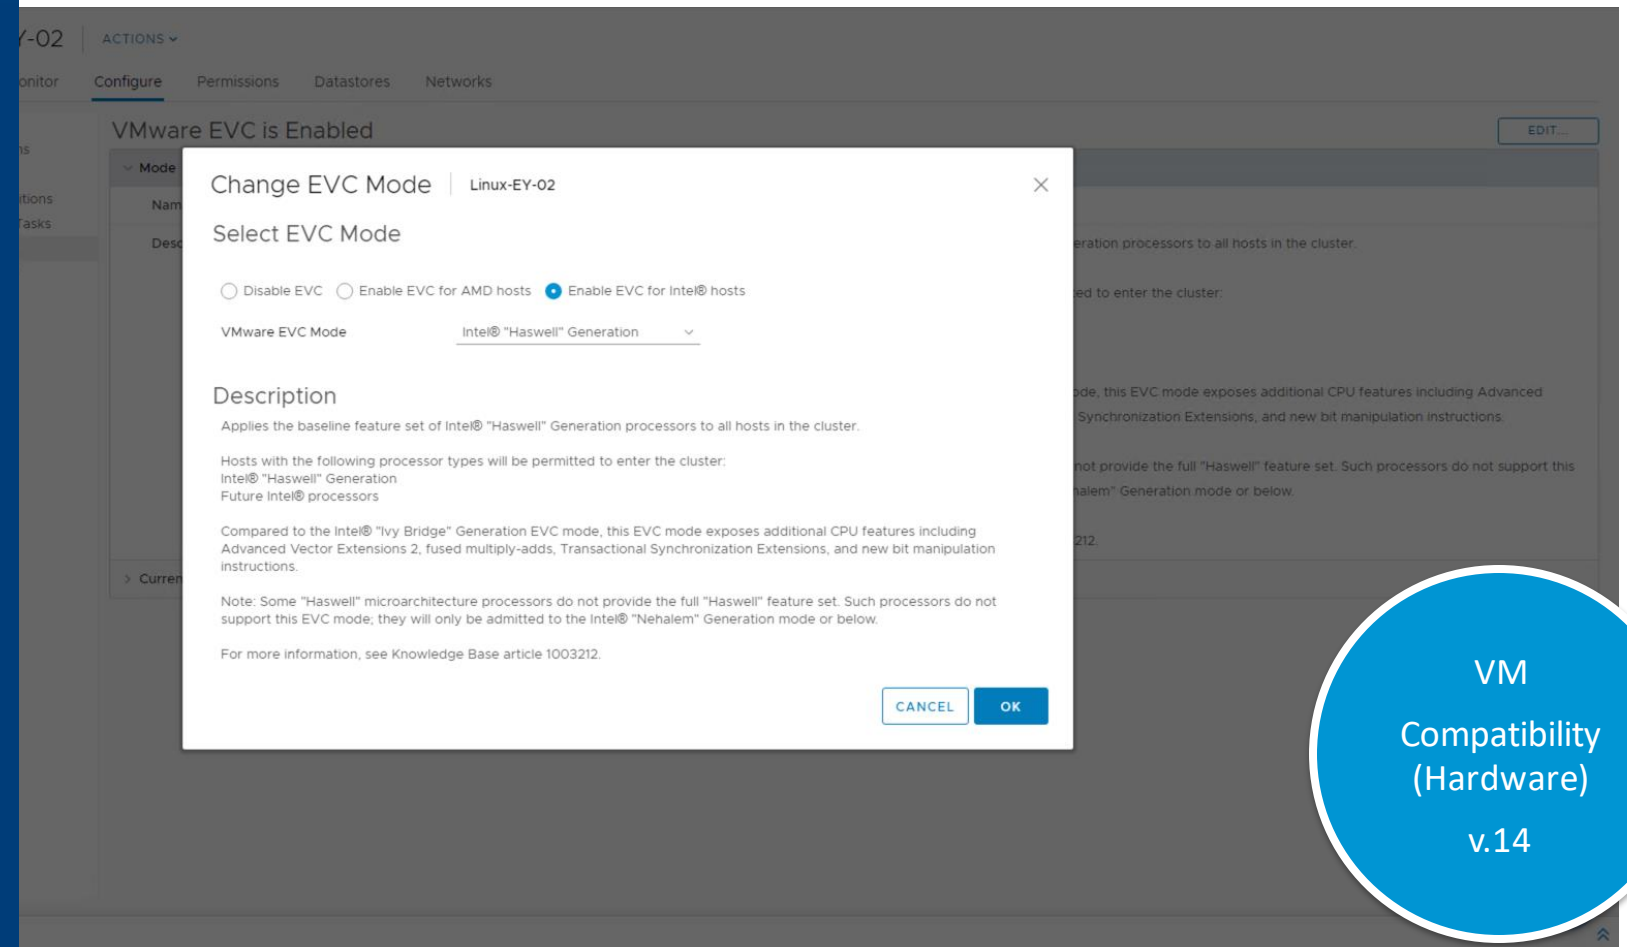 Y-02
ACTIONS
onitor Configure Permissions Datastores Networks
VMware EVC is Enabled
EDIT...
ns
Mode
itions
Nam
Tasks
Desc
eration processors to all hosts in the cluster.
ed to enter the cluster:
ode, this EVC mode exposes additional CPU features including Advanced
Synchronization Extensions, and new bit manipulation instructions.
not provide the full "Haswell" feature set. Such processors do not support this
halem" Generation mode or below.
212.
Curren
Change EVC Mode Linux-EY-02
Select EVC Mode
Disable EVC Enable EVC for AMD hosts Enable EVC for Intel® hosts
VMware EVC Mode Intel® "Haswell" Generation
Description
Applies the baseline feature set of Intel® "Haswell" Generation processors to all hosts in the cluster.
Hosts with the following processor types will be permitted to enter the cluster:
Intel® "Haswell" Generation
Future Intel® processors
Compared to the Intel® "Ivy Bridge" Generation EVC mode, this EVC mode exposes additional CPU features including
Advanced Vector Extensions 2, fused multiply-adds, Transactional Synchronization Extensions, and new bit manipulation
instructions.
Note: Some "Haswell" microarchitecture processors do not provide the full "Haswell" feature set. Such processors do not
support this EVC mode; they will only be admitted to the Intel® "Nehalem" Generation mode or below.
For more information, see Knowledge Base article 1003212.
CANCEL OK
VM
Compatibility
(Hardware)
v.14